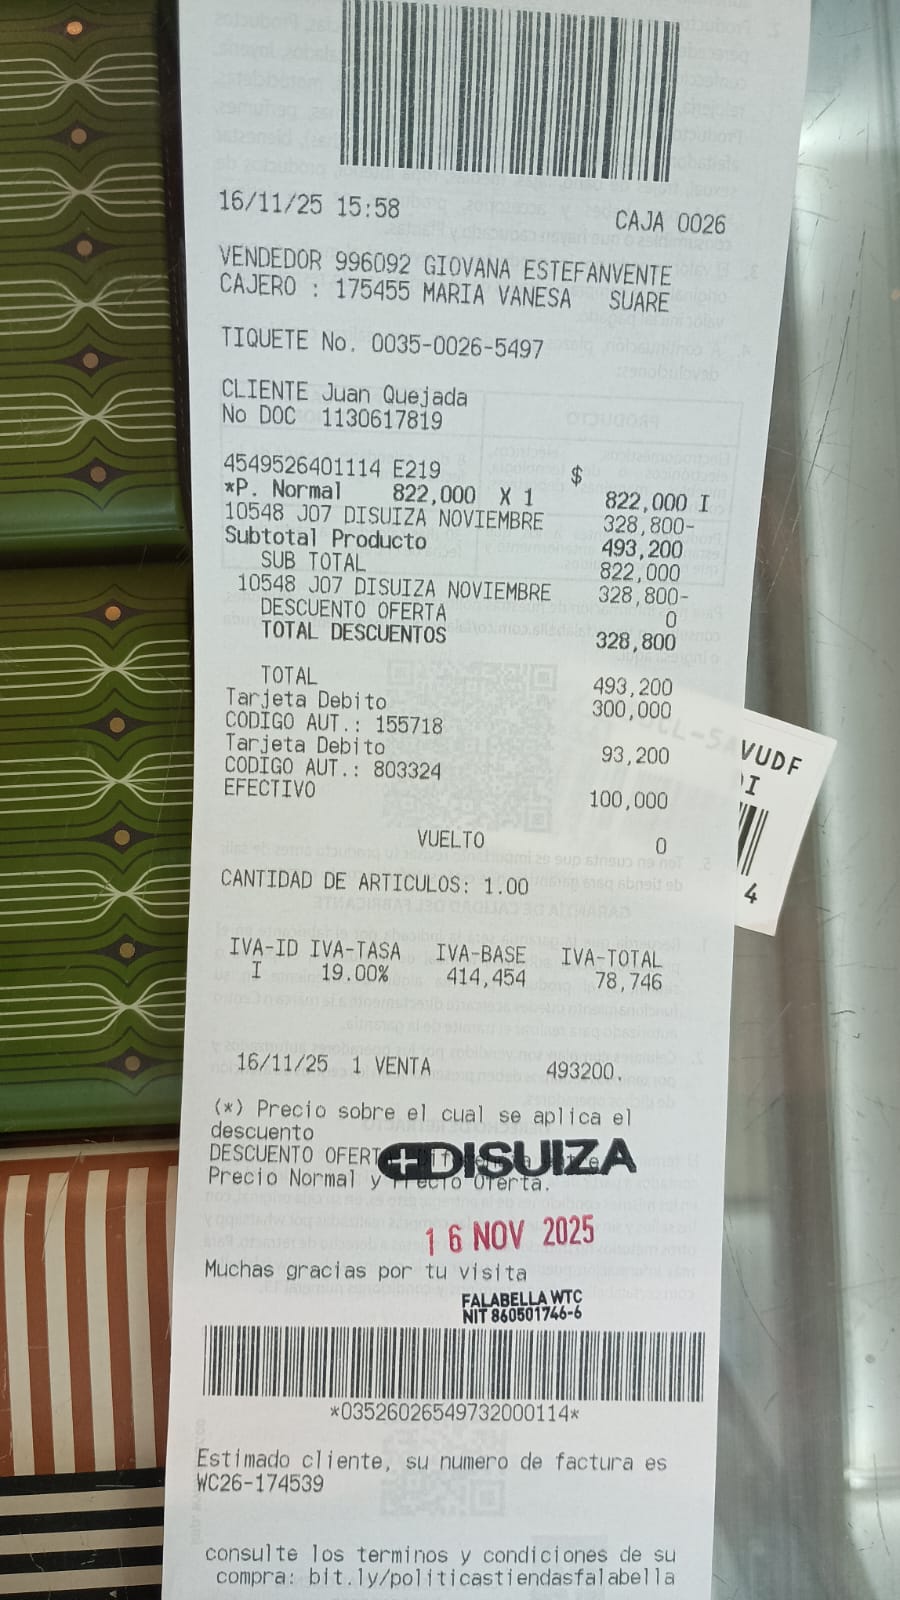 16/11/25 15:58 CAJA 0026
VENDEDOR 996092 GIOVANA ESTEFANVENTE
CAJERO : 175455 MARIA VANESA SUARE
TIQUETE No. 0035-0026-5497
CLIENTE Juan Quejada
No DOC 1130617819
4549526401114 E219 $
*P. Normal 822,000 X 1 822,000 I
10548 J07 DISUIZA NOVIEMBRE 328,800-
Subtotal Producto 493,200
SUB TOTAL 822,000
10548 J07 DISUIZA NOVIEMBRE 328,800-
DESCUENTO OFERTA 0
TOTAL DESCUENTOS 328,800
TOTAL 493,200
Tarjeta Debito 300,000
CODIGO AUT.: 155718
Tarjeta Debito 93,200
CODIGO AUT.: 803324
EFECTIVO 100,000
VUELTO 0
CANTIDAD DE ARTICULOS: 1.00
IVA-ID IVA-TASA IVA-BASE IVA-TOTAL
I 19.00% 414,454 78,746
16/11/25 1 VENTA 493200.
(*) Precio sobre el cual se aplica el
descuento
DESCUENTO OFERT
DISUIZA
Precio Normal y Precio Oferta.
16 NOV 2025
Muchas gracias por tu visita
FALABELLA WTC
NIT 860501746-6
*03526026549732000114*
Estimado cliente, su numero de factura es
WC26-174539
consulte los terminos y condiciones de su
compra: bit.ly/politicastiendasfalabella
VUDF
I
4